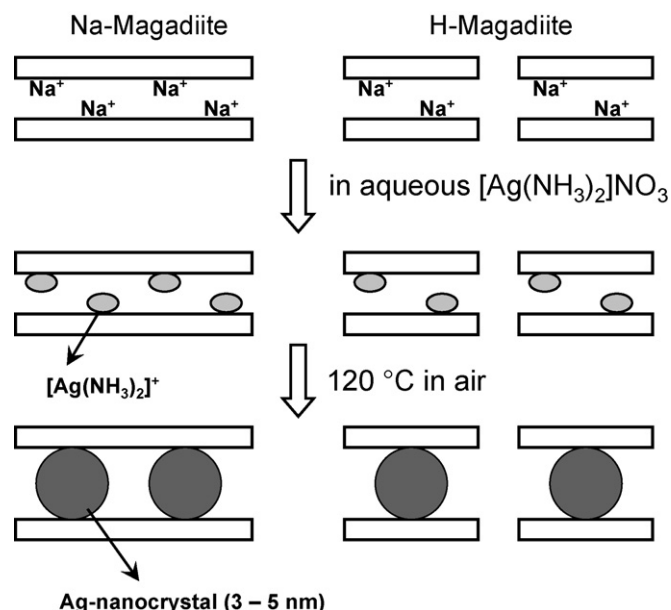 Na-Magadiite
H-Magadiite
Na⁺ Na⁺
Na⁺ Na⁺
Na⁺ Na⁺
Na⁺ Na⁺
in aqueous [Ag(NH₃)₂]NO₃
[Ag(NH₃)₂]⁺
120 °C in air
Ag-nanocrystal (3 – 5 nm)